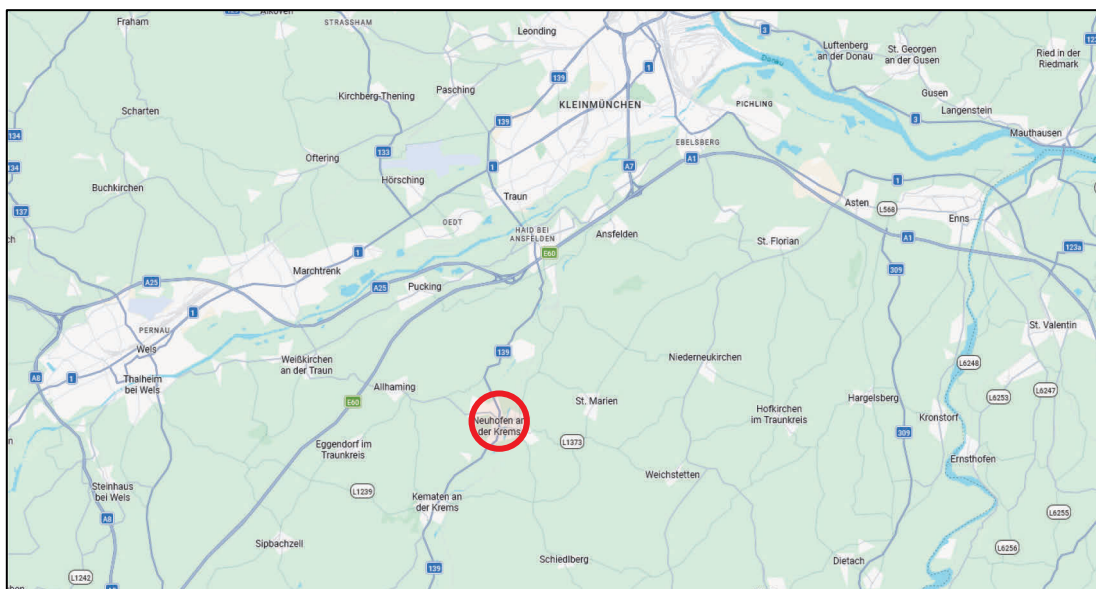 Fraham
STRASSHAM
Leonding
3
Luftenberg
an der Donau
St. Georgen
an der Gusen
Ried in der
Riedmark
139
1
Donau
Scharten
Kirchberg-Thening
Pasching
KLEINMÜNCHEN
PICHLING
Gusen
Langenstein
3
Mauthausen
134
139
133
EBELSBERG
134
Oftering
1
A7
A1
Buchkirchen
Hörsching
1
Traun
Asten
L568
Enns
137
OEDT
HAID BEI
ANSFELDEN
Ansfelden
St. Florian
A1
123a
1
E60
Marchtrenk
309
A25
A25
Pucking
1
PERNAU
St. Valentin
Wels
139
Weißkirchen
an der Traun
Niederneukirchen
L6248
A8
1
Thalheim
bei Wels
Allhaming
L6247
E60
St. Marien
L6253
Hargelsberg
Neuhofen an
der Krems
Hofkirchen
im Traunkreis
Kronstorf
L1373
309
Eggendorf im
Traunkreis
Ernsthofen
Steinhaus
bei Wels
L1239
Weichstetten
Kematen an
der Krems
A8
L6255
Sipbachzell
L6256
Schiedlberg
Dietach
139
L1242